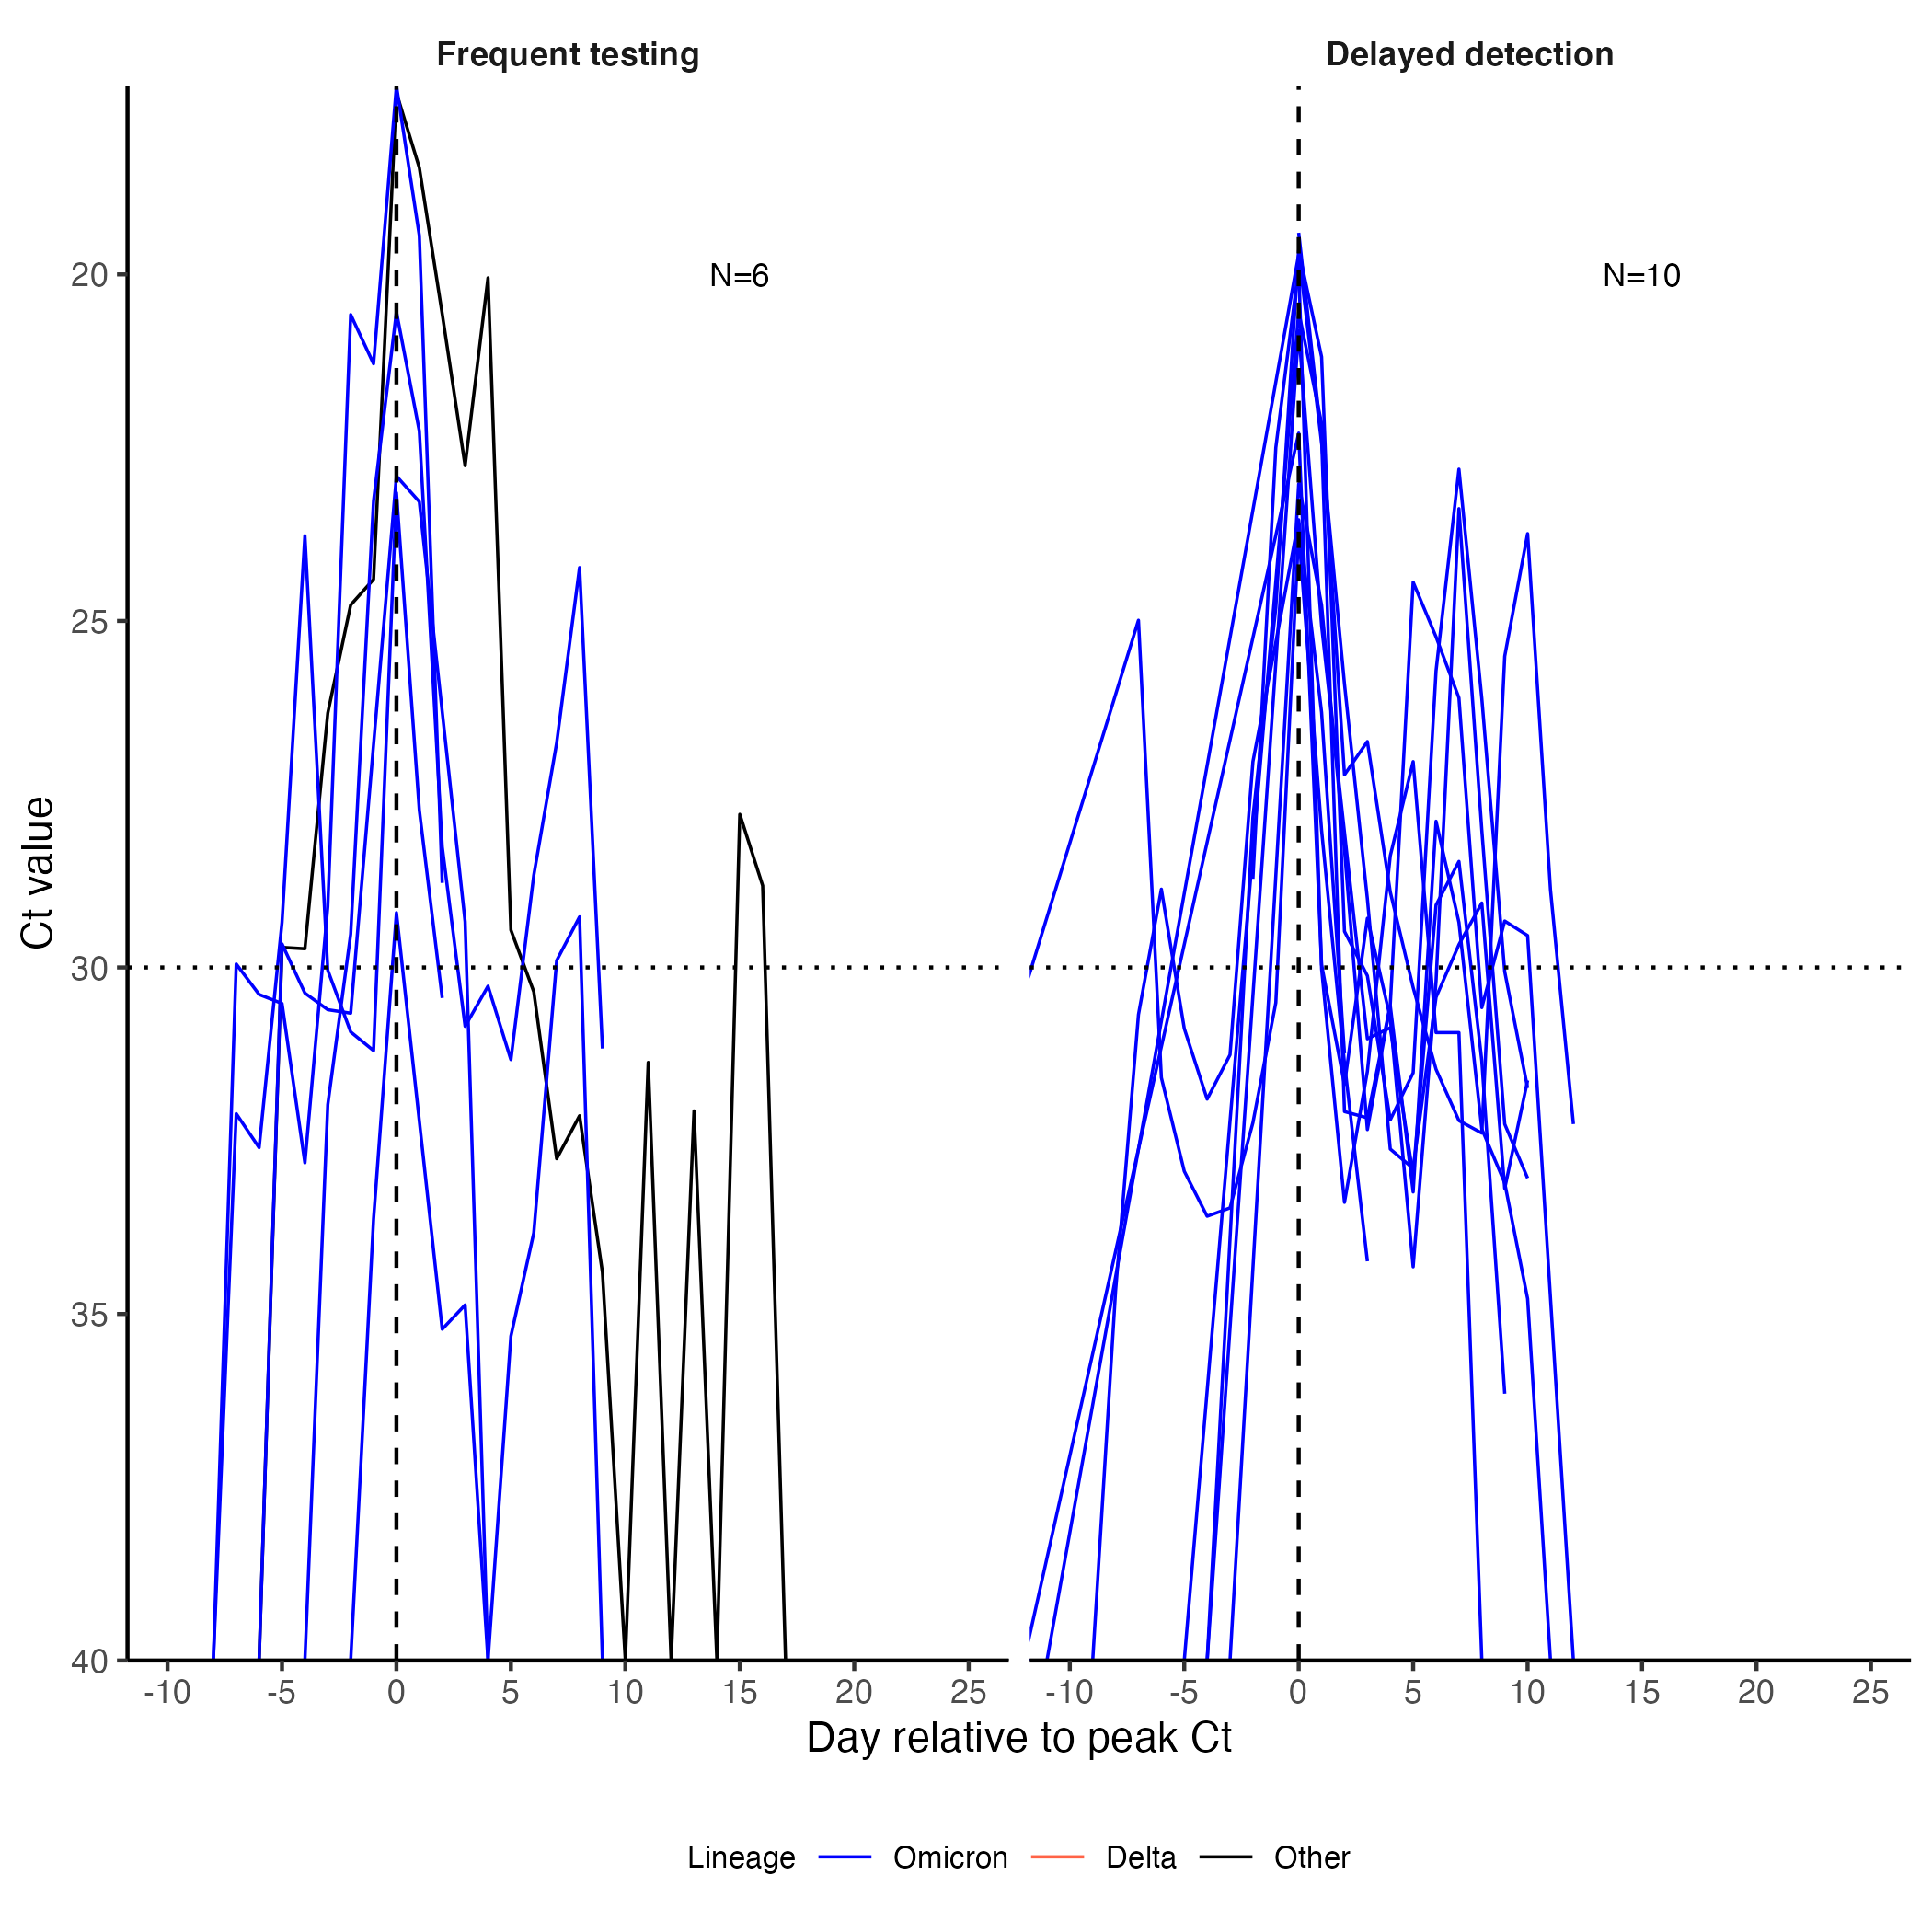 Frequent testing
Delayed detection
N=6
N=10
Ct value
20
25
30
35
40
-10 -5 0 5 10 15 20 25
-10 -5 0 5 10 15 20 25
Day relative to peak Ct
Lineage Omicron Delta Other